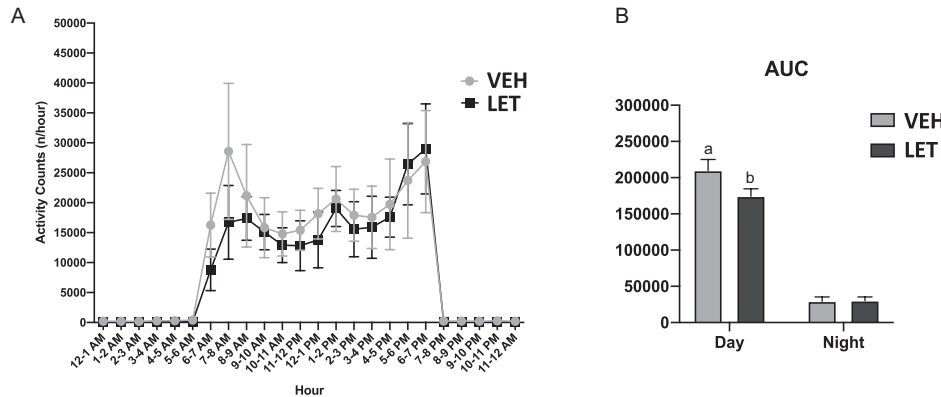 A
50000
45000
40000
35000
30000
25000
20000
15000
10000
5000
0
Activity Counts (n/hour)
VEH
LET
12-1 AM
1-2 AM
2-3 AM
3-4 AM
4-5 AM
5-6 AM
6-7 AM
7-8 AM
8-9 AM
9-10 AM
10-11 AM
11-12 PM
12-1 PM
1-2 PM
2-3 PM
3-4 PM
4-5 PM
5-6 PM
6-7 PM
7-8 PM
8-9 PM
9-10 PM
10-11 PM
11-12 AM
Hour
B
AUC
300000
250000
200000
150000
100000
50000
0
a
b
VEH
LET
Day
Night